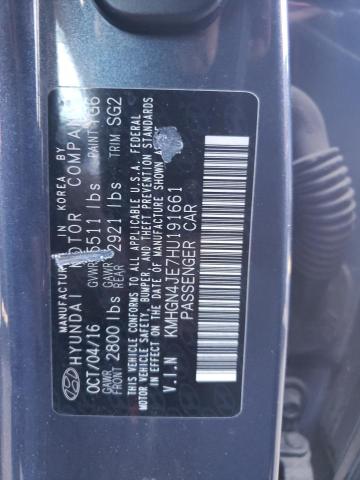 MANUFACTURED IN KOREA BY
HYUNDAI MOTOR COMPANY
OCT/04/16 GVWR 5511 lbs PAINT YG6
GAWR FRONT 2800 lbs GAWR REAR 2921 lbs TRIM SG2
THIS VEHICLE CONFORMS TO ALL APPLICABLE U.S.A. FEDERAL
MOTOR VEHICLE SAFETY, BUMPER, AND THEFT PREVENTION STANDARDS
IN EFFECT ON THE DATE OF MANUFACTURE SHOWN
V.I.N KMHGN4JE7HU191661
PASSENGER CAR